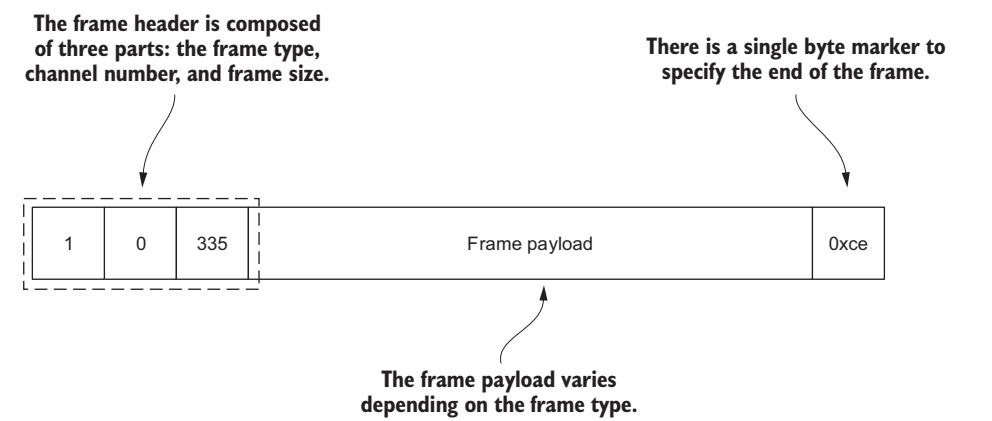 The frame header is composed
of three parts: the frame type,
channel number, and frame size.
There is a single byte marker to
specify the end of the frame.
1 0 335 Frame payload 0xce
The frame payload varies
depending on the frame type.